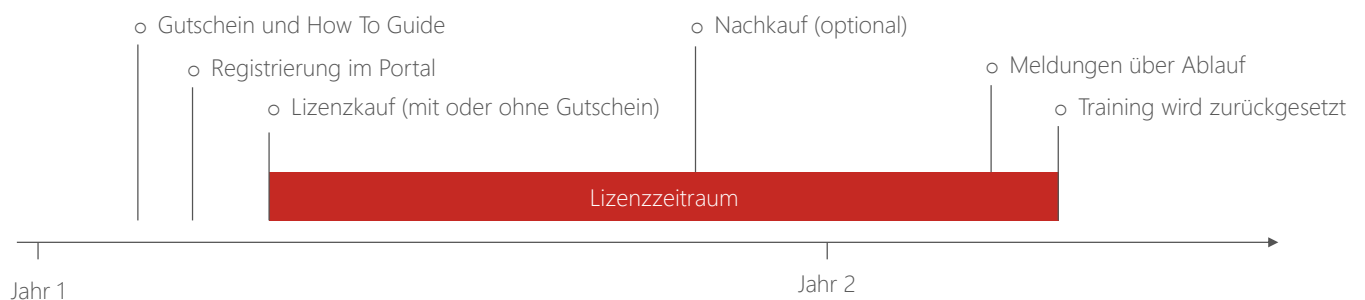 Gutschein und How To Guide
Nachkauf (optional)
Registrierung im Portal
Meldungen über Ablauf
Lizenzkauf (mit oder ohne Gutschein)
Training wird zurückgesetzt
Lizenzzeitraum
Jahr 1
Jahr 2